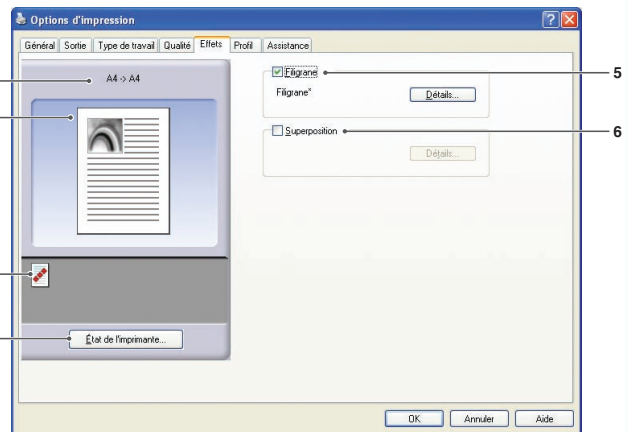 Options d'impression
Général Sortie Type de travail Qualité Effets Profil Assistance
A4 -> A4
Filigrane 5
Filigrane* Détails...
Superposition 6
Détails...
État de l'imprimante...
OK Annuler Aide